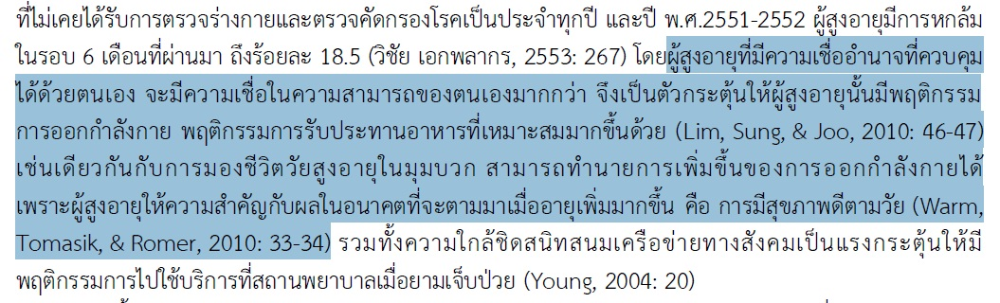 ที่ไม่เคยได้รับการตรวจร่างกายและตรวจคัดกรองโรคเป็นประจำทุกปี และปี พ.ศ.2551-2552 ผู้สูงอายุมีการหกล้ม
ในรอบ 6 เดือนที่ผ่านมา ถึงร้อยละ 18.5 (วิชัย เอกพลากร, 2553: 267) โดยผู้สูงอายุที่มีความเชื่ออำนาจที่ควบคุม
ได้ด้วยตนเอง จะมีความเชื่อในความสามารถของตนเองมากกว่า จึงเป็นตัวกระตุ้นให้ผู้สูงอายุนั้นมีพฤติกรรม
การออกกำลังกาย พฤติกรรมการรับประทานอาหารที่เหมาะสมมากขึ้นด้วย (Lim, Sung, & Joo, 2010: 46-47)
เช่นเดียวกันกับการมองชีวิตวัยสูงอายุในมุมบวก สามารถทำนายการเพิ่มขึ้นของการออกกำลังกายได้
เพราะผู้สูงอายุให้ความสำคัญกับผลในอนาคตที่จะตามมาเมื่ออายุเพิ่มมากขึ้น คือ การมีสุขภาพดีตามวัย (Warm,
Tomasik, & Romer, 2010: 33-34) รวมทั้งความใกล้ชิดสนิทสนมเครือข่ายทางสังคมเป็นแรงกระตุ้นให้มี
พฤติกรรมการไปใช้บริการที่สถานพยาบาลเมื่อยามเจ็บป่วย (Young, 2004: 20)